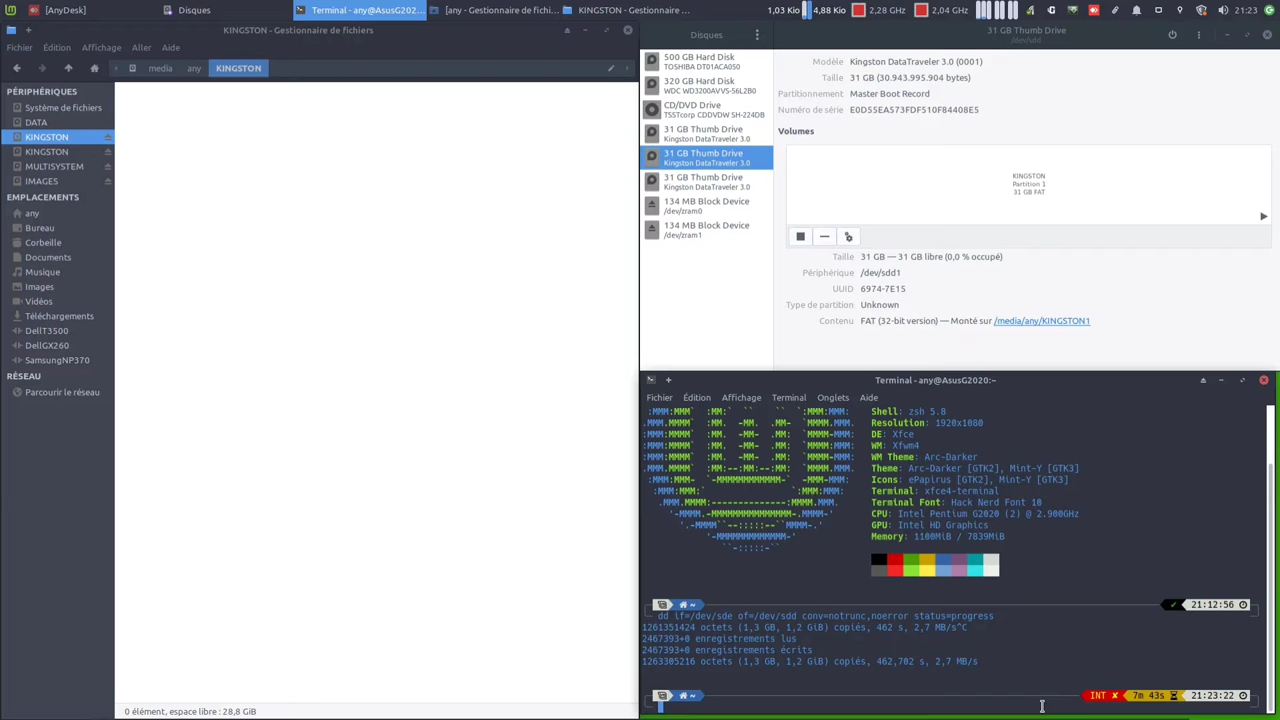 [AnyDesk]
Disques
Terminal - any@AsusG202...
[any - Gestionnaire de fichi...
KINGSTON - Gestionnaire ...
1,03 Kio
4,88 Kio
2,28 GHz
2,04 GHz
21:23
KINGSTON - Gestionnaire de fichiers
Fichier Édition Affichage Aller Aide
media any KINGSTON
PÉRIPHÉRIQUES
Système de fichiers
DATA
KINGSTON
KINGSTON
MULTISYSTEM
IMAGES
EMPLACEMENTS
any
Bureau
Corbeille
Documents
Musique
Images
Vidéos
Téléchargements
DellT3500
DellGX260
SamsungNP370
RÉSEAU
Parcourir le réseau
0 élément, espace libre : 28,8 GiB
Disques
500 GB Hard Disk
TOSHIBA DT01ACA050
320 GB Hard Disk
WDC WD3200AVVS-56L2B0
CD/DVD Drive
TSSTcorp CDDVDW SH-224DB
31 GB Thumb Drive
Kingston DataTraveler 3.0
31 GB Thumb Drive
Kingston DataTraveler 3.0
31 GB Thumb Drive
Kingston DataTraveler 3.0
134 MB Block Device
/dev/zram0
134 MB Block Device
/dev/zram1
31 GB Thumb Drive
/dev/sdd
Modèle Kingston DataTraveler 3.0 (0001)
Taille 31 GB (30.943.995.904 bytes)
Partitionnement Master Boot Record
Numéro de série E0D55EA573FDF510F84408E5
Volumes
KINGSTON
Partition 1
31 GB FAT
Taille 31 GB — 31 GB libre (0,0 % occupé)
Périphérique /dev/sdd1
UUID 6974-7E15
Type de partition Unknown
Contenu FAT (32-bit version) — Monté sur /media/any/KINGSTON1
Terminal - any@AsusG2020:~
Fichier Édition Affichage Terminal Onglets Aide
Shell: zsh 5.8
Resolution: 1920x1080
DE: Xfce
WM: Xfwm4
WM Theme: Arc-Darker
Theme: Arc-Darker [GTK2], Mint-Y [GTK3]
Icons: ePapirus [GTK2], Mint-Y [GTK3]
Terminal: xfce4-terminal
Terminal Font: Hack Nerd Font 10
CPU: Intel Pentium G2020 (2) @ 2.900GHz
GPU: Intel HD Graphics
Memory: 1100MiB / 7839MiB
~ ✔ 21:12:56
dd if=/dev/sde of=/dev/sdd conv=notrunc,noerror status=progress
1261351424 octets (1,3 GB, 1,2 GiB) copiés, 462 s, 2,7 MB/s^C
2467393+0 enregistrements lus
2467393+0 enregistrements écrits
1263305216 octets (1,3 GB, 1,2 GiB) copiés, 462,702 s, 2,7 MB/s
~ INT ✘ 7m 43s 21:23:22